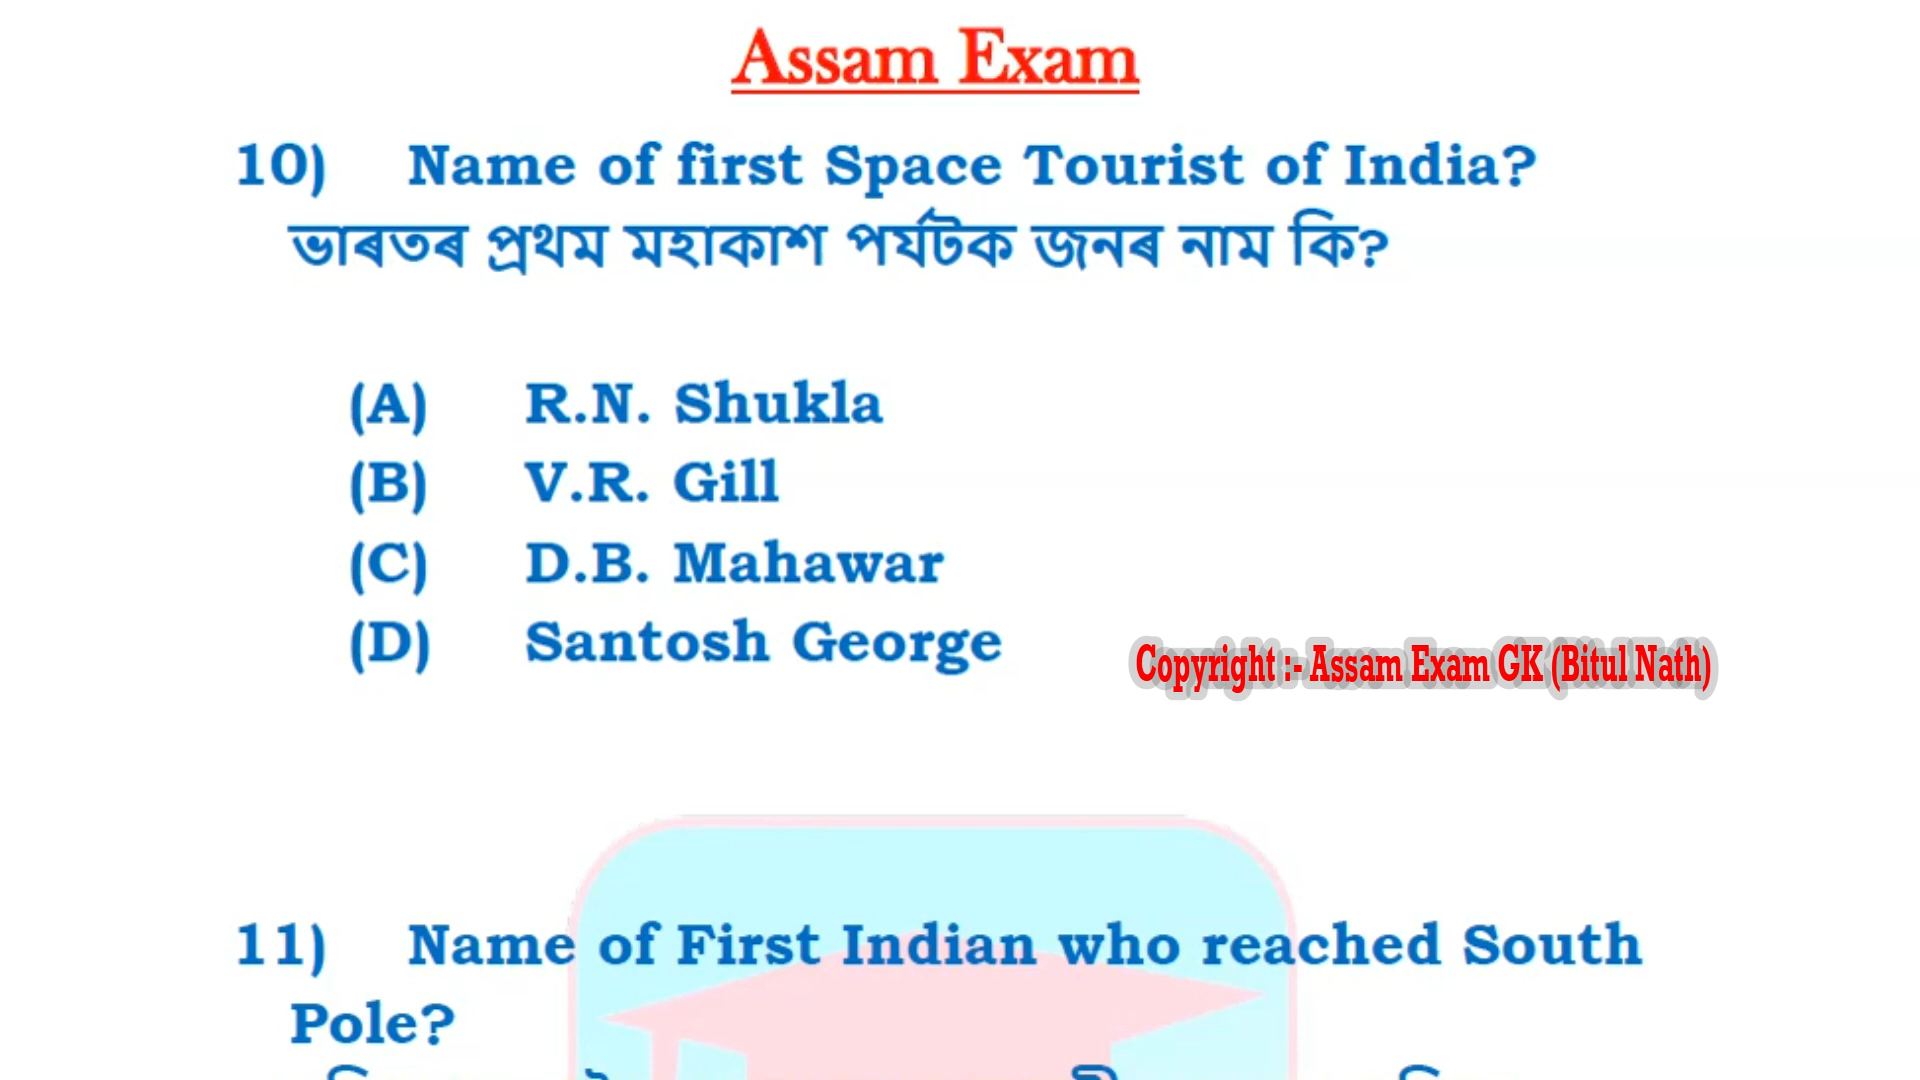 Assam Exam
10) Name of first Space Tourist of India?
ভাৰতৰ প্ৰথম মহাকাশ পৰ্যটক জনৰ নাম কি?
(A) R.N. Shukla
(B) V.R. Gill
(C) D.B. Mahawar
(D) Santosh George
Copyright :- Assam Exam GK (Bitul Nath)
11) Name of First Indian who reached South
Pole?